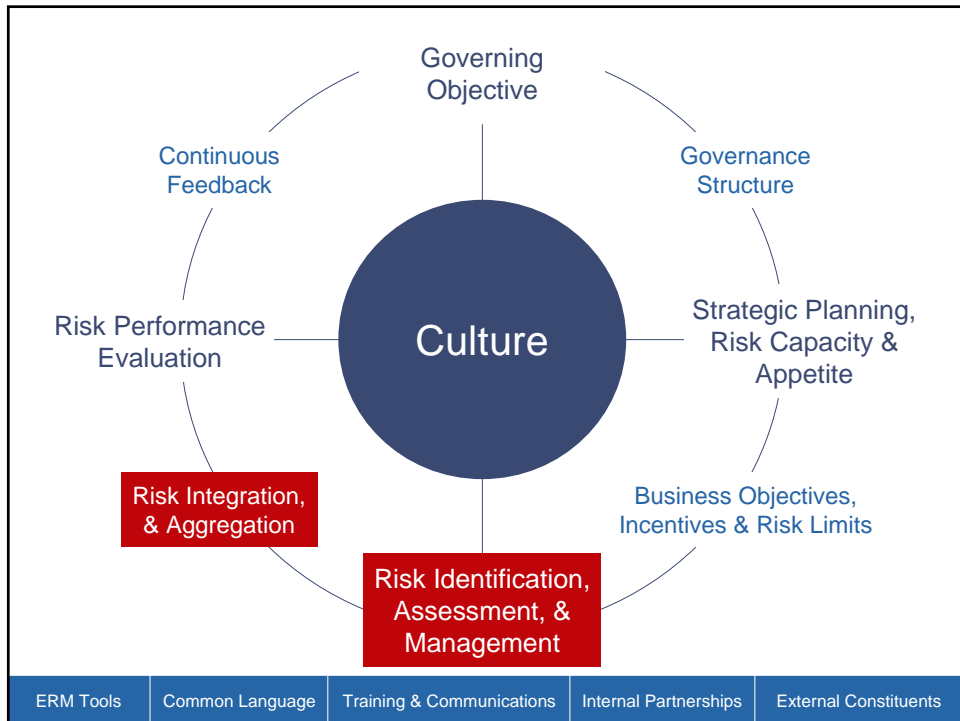 Governing
Objective
Continuous
Feedback
Governance
Structure
Risk Performance
Evaluation
Culture
Strategic Planning,
Risk Capacity &
Appetite
Risk Integration,
& Aggregation
Business Objectives,
Incentives & Risk Limits
Risk Identification,
Assessment, &
Management
ERM Tools
Common Language
Training & Communications
Internal Partnerships
External Constituents